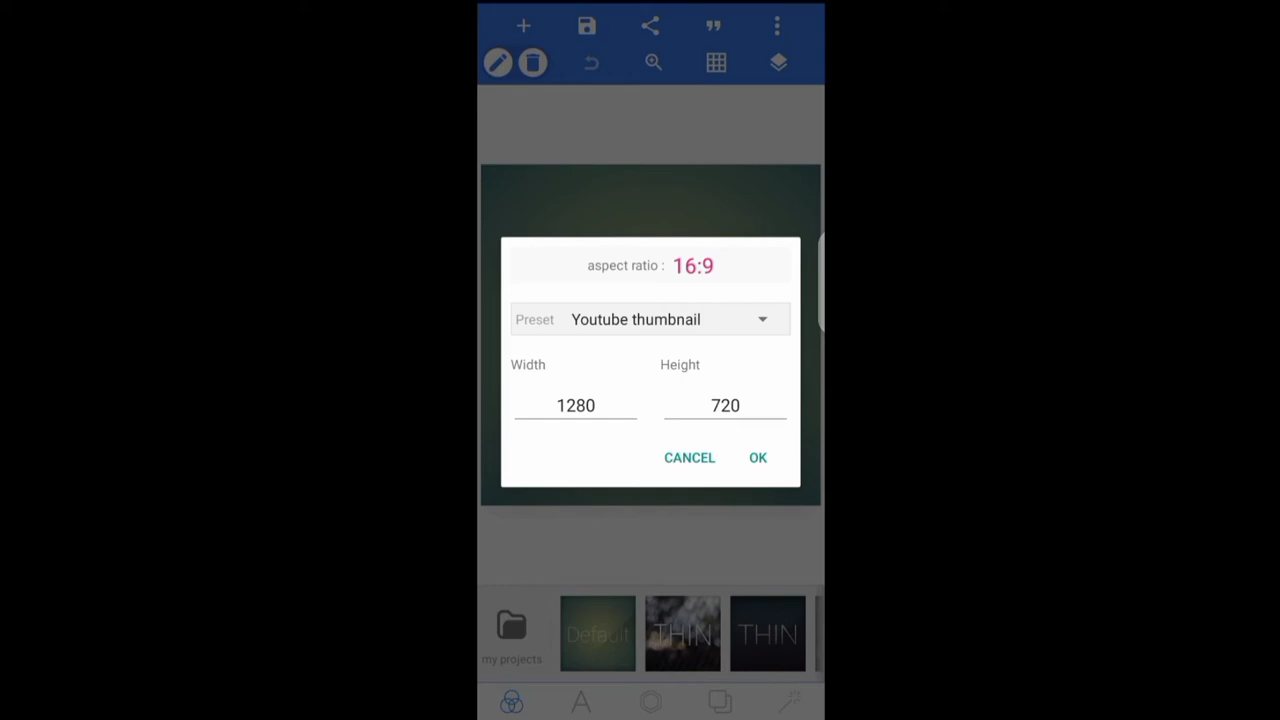 aspect ratio : 16:9
Preset Youtube thumbnail
Width Height
1280 720
CANCEL OK
Default THIN THIN
my projects
A